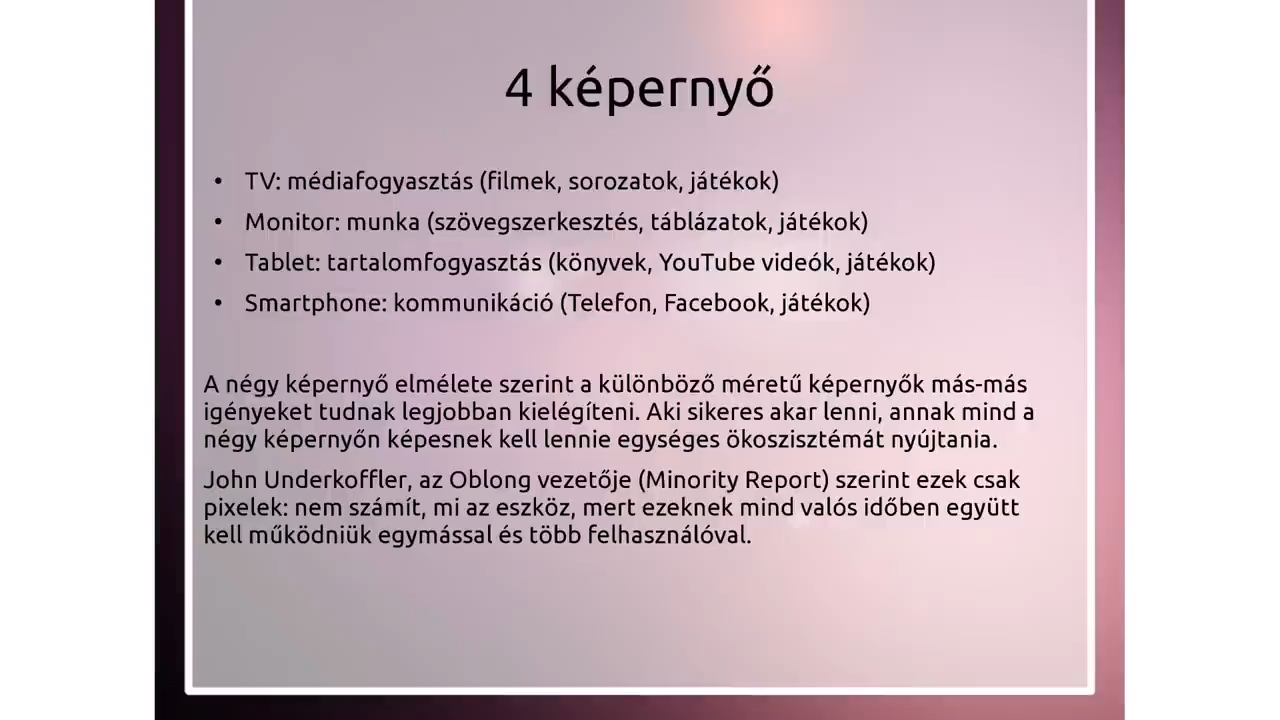 4 képernyő
• TV: médiafogyasztás (filmek, sorozatok, játékok)
• Monitor: munka (szövegszerkesztés, táblázatok, játékok)
• Tablet: tartalomfogyasztás (könyvek, YouTube videók, játékok)
• Smartphone: kommunikáció (Telefon, Facebook, játékok)
A négy képernyő elmélete szerint a különböző méretű képernyők más-más
igényeket tudnak legjobban kielégíteni. Aki sikeres akar lenni, annak mind a
négy képernyőn képesnek kell lennie egységes ökoszisztémát nyújtania.
John Underkoffler, az Oblong vezetője (Minority Report) szerint ezek csak
pixelek: nem számít, mi az eszköz, mert ezeknek mind valós időben együtt
kell működniük egymással és több felhasználóval.